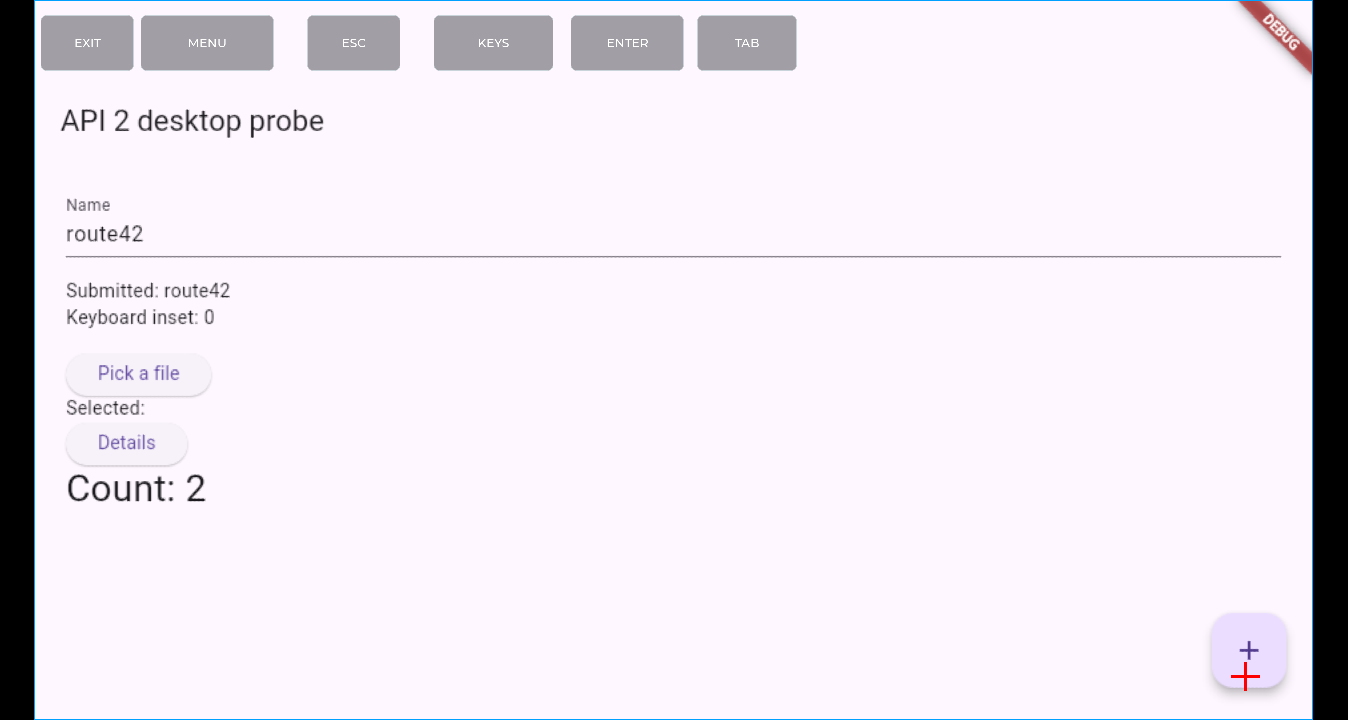 EXIT MENU ESC KEYS ENTER TAB
DEBUG
API 2 desktop probe
Name
route42
Submitted: route42
Keyboard inset: 0
Pick a file
Selected:
Details
Count: 2
+